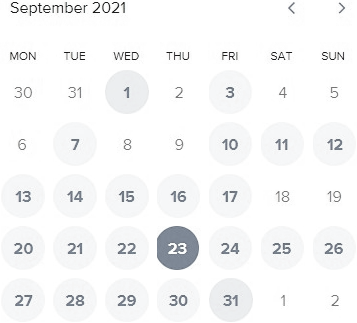 September 2021
MON TUE WED THU FRI SAT SUN
30 31 1 2 3 4 5
6 7 8 9 10 11 12
13 14 15 16 17 18 19
20 21 22 23 24 25 26
27 28 29 30 31 1 2